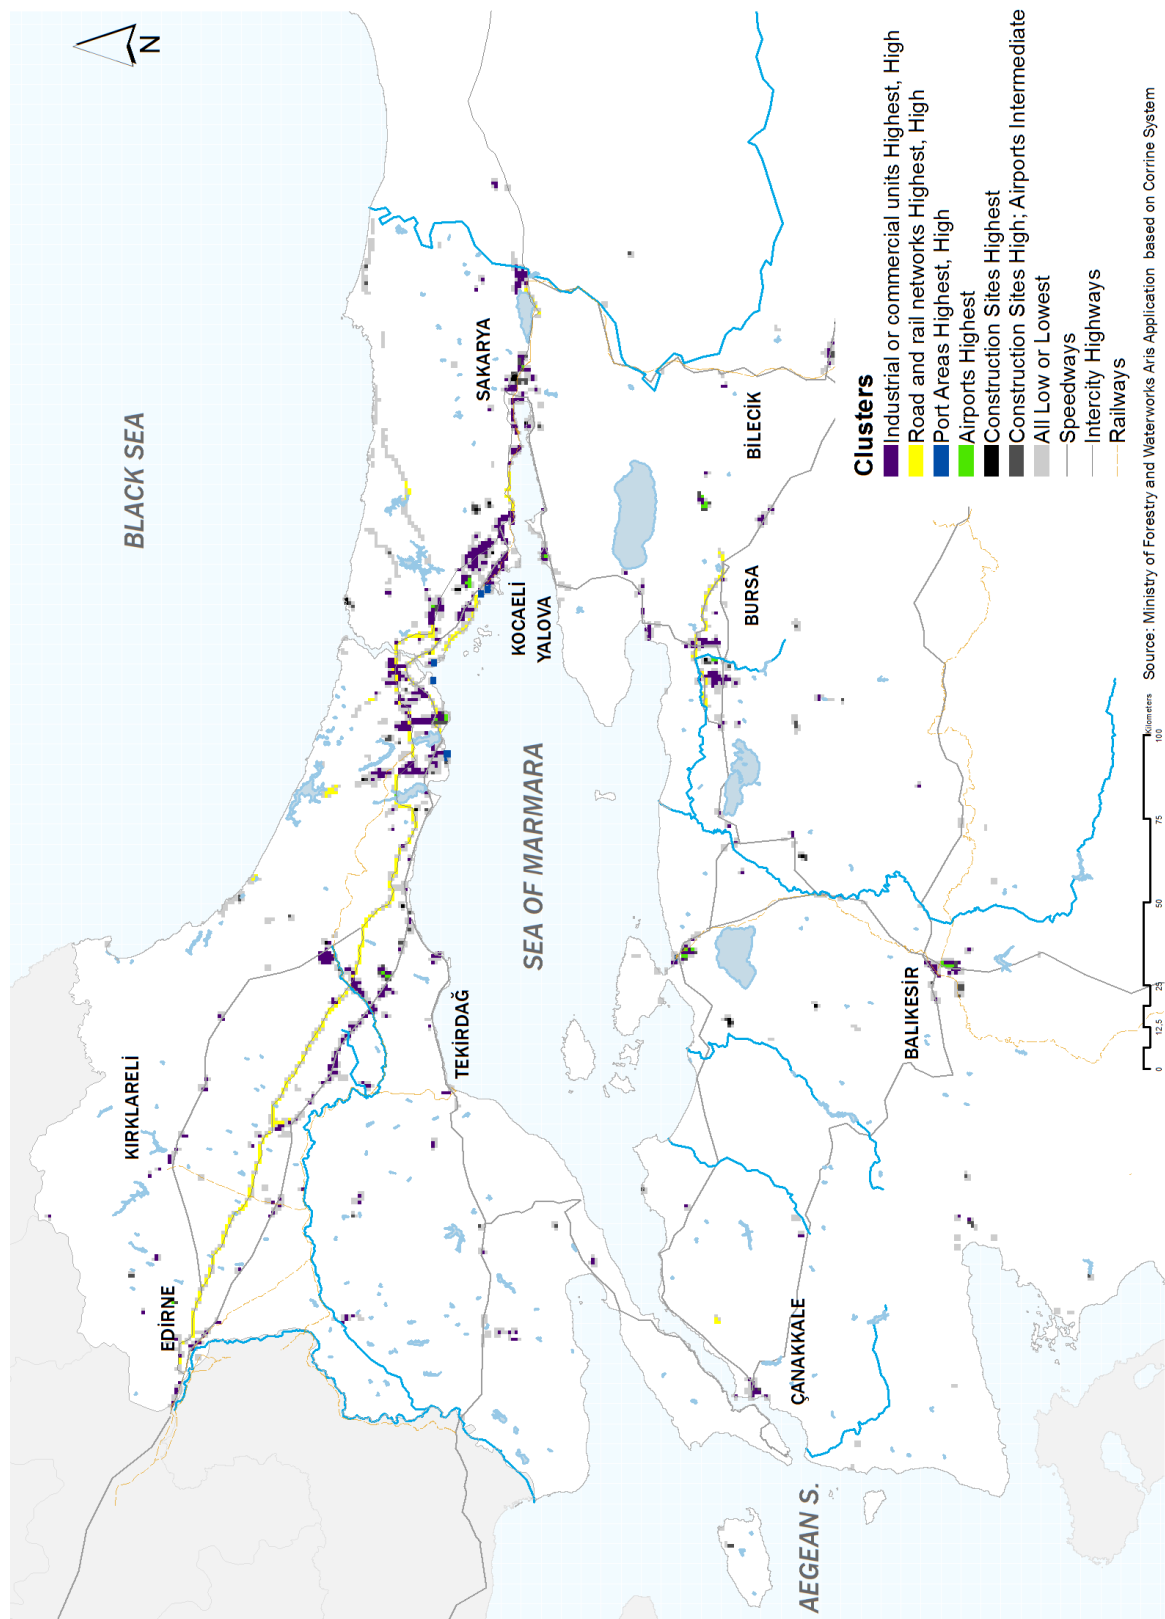 N
BLACK SEA
KIRKLARELİ
EDİRNE
SAKARYA
KOCAELİ
YALOVA
TEKİRDAĞ
SEA OF MARMARA
BİLECİK
BURSA
BALIKESİR
ÇANAKKALE
AEGEAN S.
Clusters
Industrial or commercial units Highest, High
Road and rail networks Highest, High
Port Areas Highest, High
Airports Highest
Construction Sites Highest
Construction Sites High; Airports Intermediate
All Low or Lowest
Speedways
Intercity Highways
Railways
0 12,5 25 50 75 100
Kilometers
Source: Ministry of Forestry and Waterworks Aris Application based on Corrine System